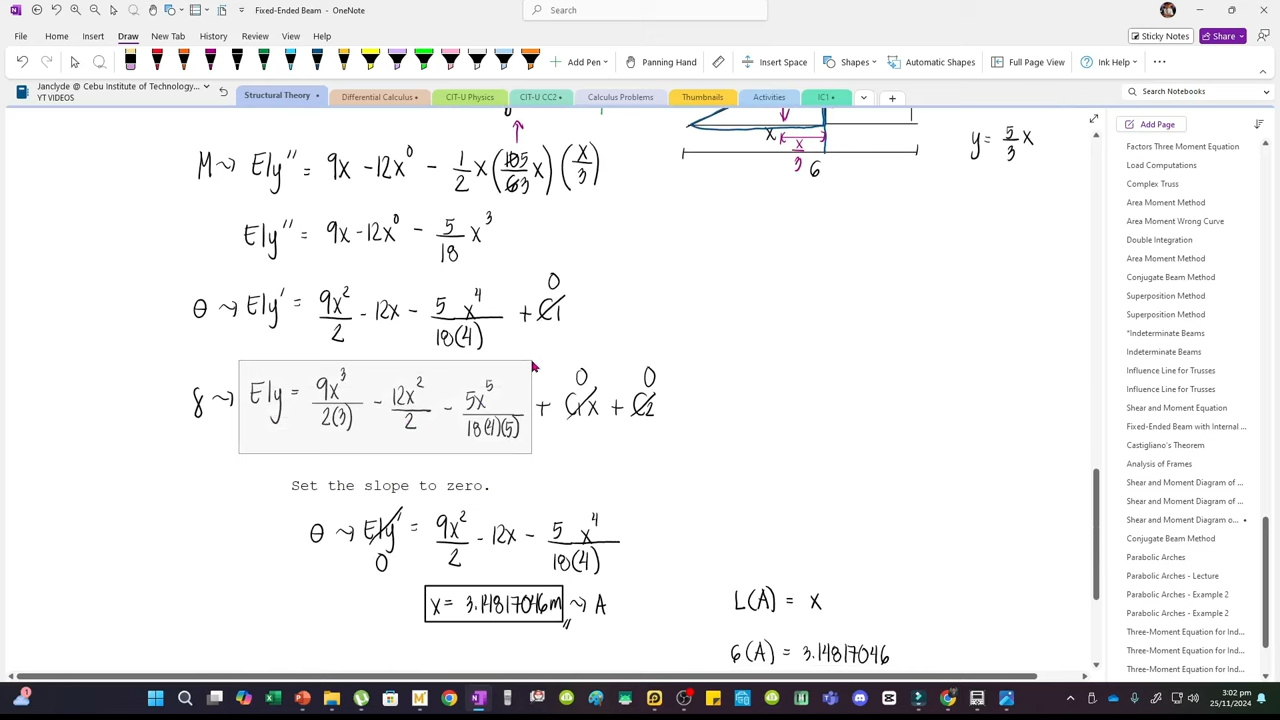 Fixed-Ended Beam - OneNote
Search
File Home Insert Draw New Tab History Review View Help
Sticky Notes
Share
Add Pen
Panning Hand
Insert Space
Shapes
Automatic Shapes
Full Page View
Ink Help
Janclyde @ Cebu Institute of Technology...
YT VIDEOS
Structural Theory
Differential Calculus
CIT-U Physics
CIT-U CC2
Calculus Problems
Thumbnails
Activities
IC1
Search Notebooks
Add Page
Factors Three Moment Equation
Load Computations
Complex Truss
Area Moment Method
Area Moment Wrong Curve
Double Integration
Area Moment Method
Conjugate Beam Method
Superposition Method
Superposition Method
*Indeterminate Beams
Indeterminate Beams
Influence Line for Trusses
Influence Line for Trusses
Shear and Moment Equation
Fixed-Ended Beam with Internal ...
Castigliano's Theorem
Analysis of Frames
Shear and Moment Diagram of ...
Shear and Moment Diagram of ...
Shear and Moment Diagram o...
Conjugate Beam Method
Parabolic Arches
Parabolic Arches - Lecture
Parabolic Arches - Example 2
Parabolic Arches - Example 2
Three-Moment Equation for Ind...
Three-Moment Equation for Ind...
Three-Moment Equation for Ind...
x
x/3
6
y = 5/3 x
M ⤳ EIy'' = 9x - 12x⁰ - 1/2 x (5/3 x) (x/3)
EIy'' = 9x - 12x⁰ - 5/18 x³
θ ⤳ EIy' = 9x²/2 - 12x - 5x⁴/18(4) + C1 0
δ ⤳ EIy = 9x³/2(3) - 12x²/2 - 5x⁵/18(4)(5) + C1x 0 + C2 0
Set the slope to zero.
θ ⤳ EIy' 0 = 9x²/2 - 12x - 5x⁴/18(4)
x = 3.14817046m ⤳ A
L(A) = x
6(A) = 3.14817046
3:02 pm
25/11/2024